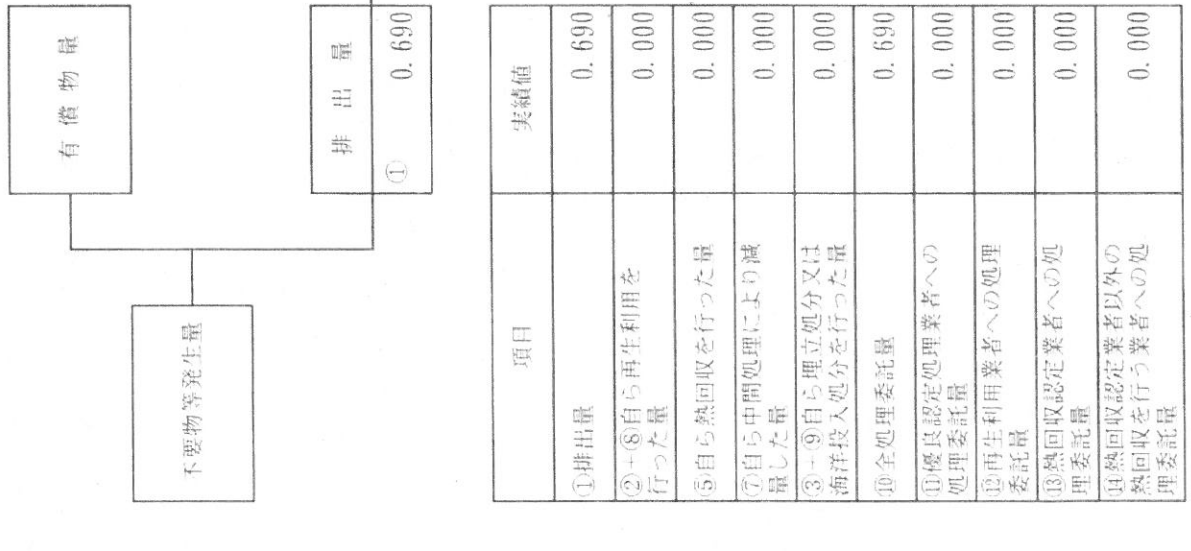 有償物量
不要物等発生量
排出量
① 0.690
項目 実績値
①排出量 0.690
②+⑧自ら再生利用を
行った量 0.000
⑤自ら熱回収を行った量 0.000
⑦自ら中間処理により減
量した量 0.000
③+⑨自ら埋立処分又は
海洋投入処分を行った量 0.000
⑩全処理委託量 0.690
⑪優良認定処理業者への
処理委託量 0.000
⑫再生利用業者への処理
委託量 0.000
⑬熱回収認定業者への処
理委託量 0.000
⑭熱回収認定業者以外の
熱回収を行う業者への処
理委託量 0.000